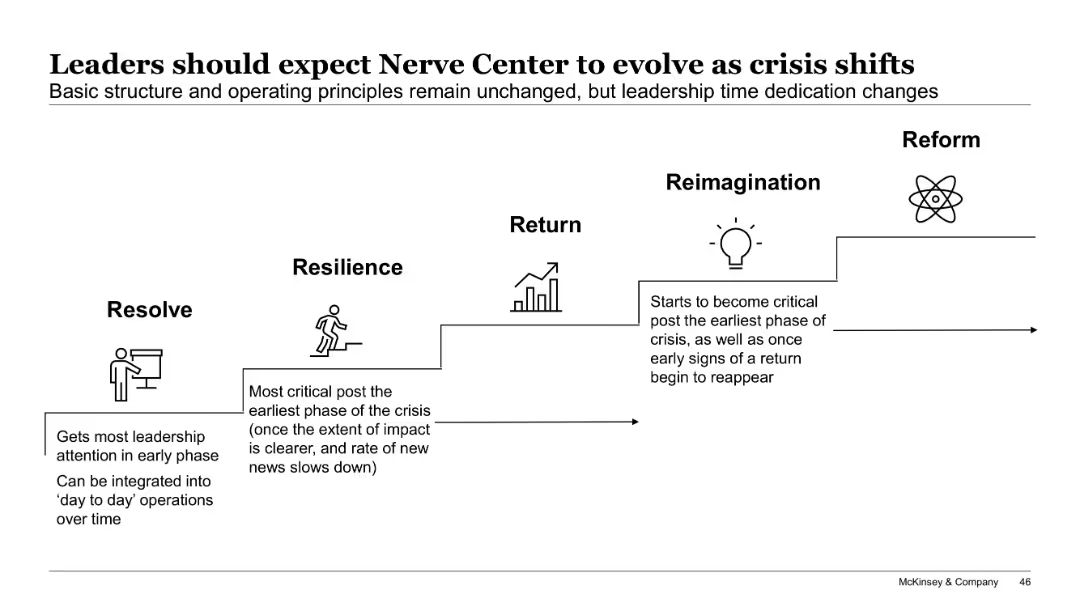 Leaders should expect Nerve Center to evolve as crisis shifts
Basic structure and operating principles remain unchanged, but leadership time dedication changes
Resolve
Gets most leadership
attention in early phase
Can be integrated into
‘day to day’ operations
over time
Resilience
Most critical post the
earliest phase of the crisis
(once the extent of impact
is clearer, and rate of new
news slows down)
Return
Reimagination
Starts to become critical
post the earliest phase of
crisis, as well as once
early signs of a return
begin to reappear
Reform
McKinsey & Company 46